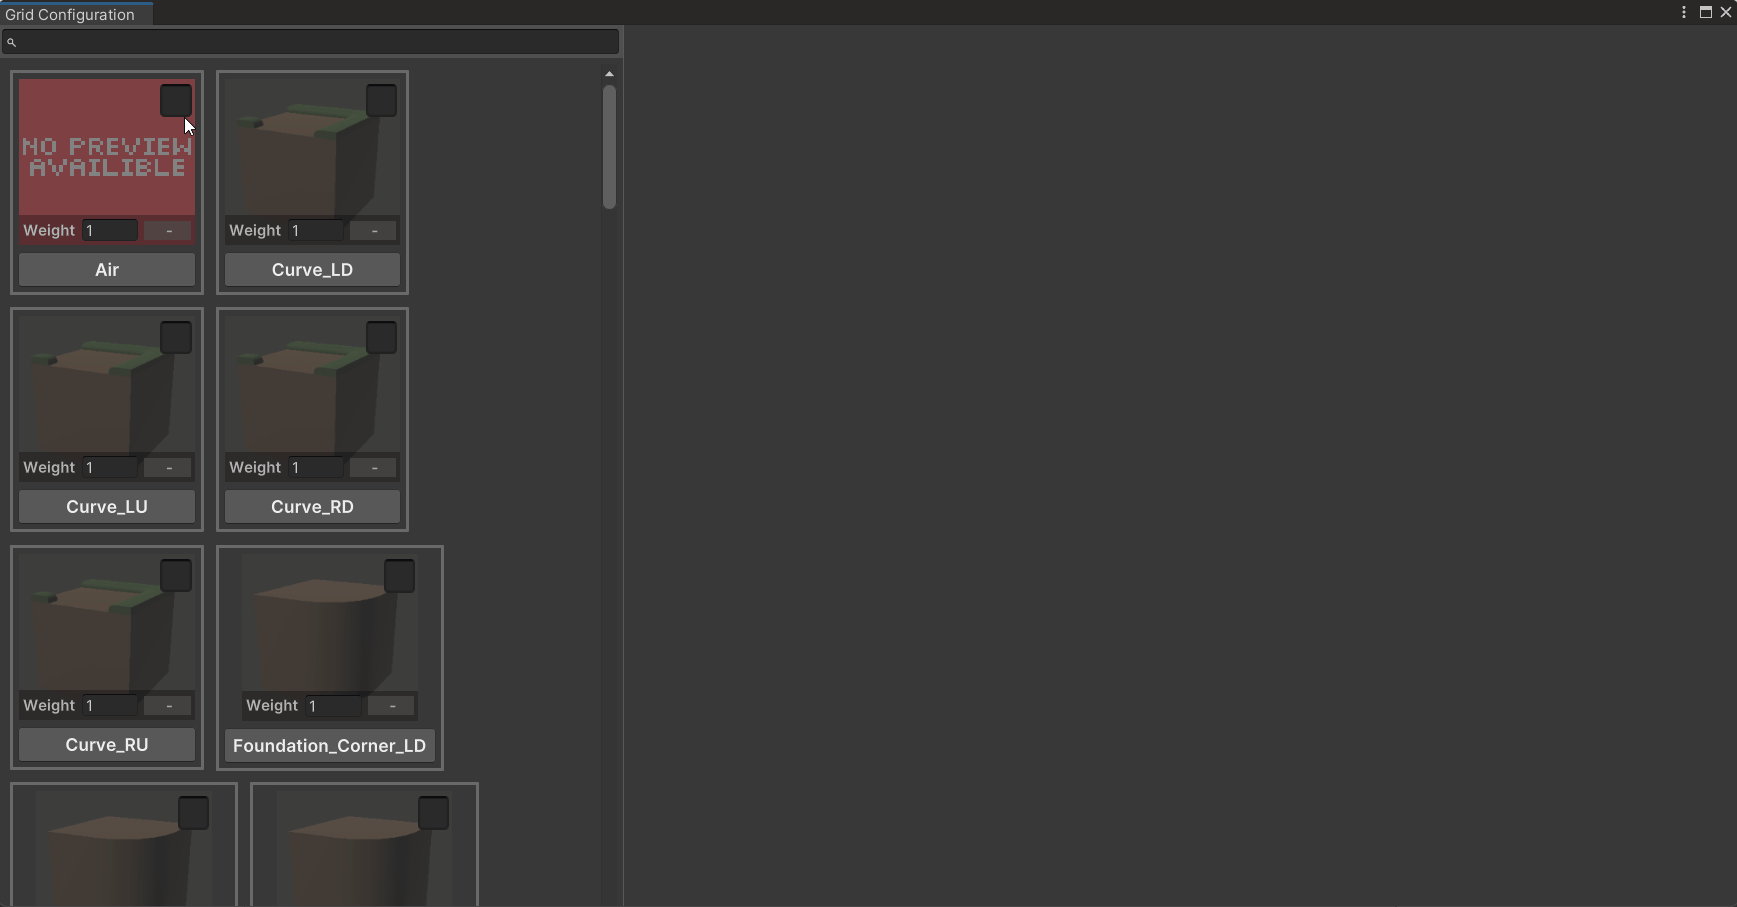 Grid Configuration
NO PREVIEW
AVAILIBLE
Weight 1 -
Air
Weight 1 -
Curve_LD
Weight 1 -
Curve_LU
Weight 1 -
Curve_RD
Weight 1 -
Curve_RU
Weight 1 -
Foundation_Corner_LD